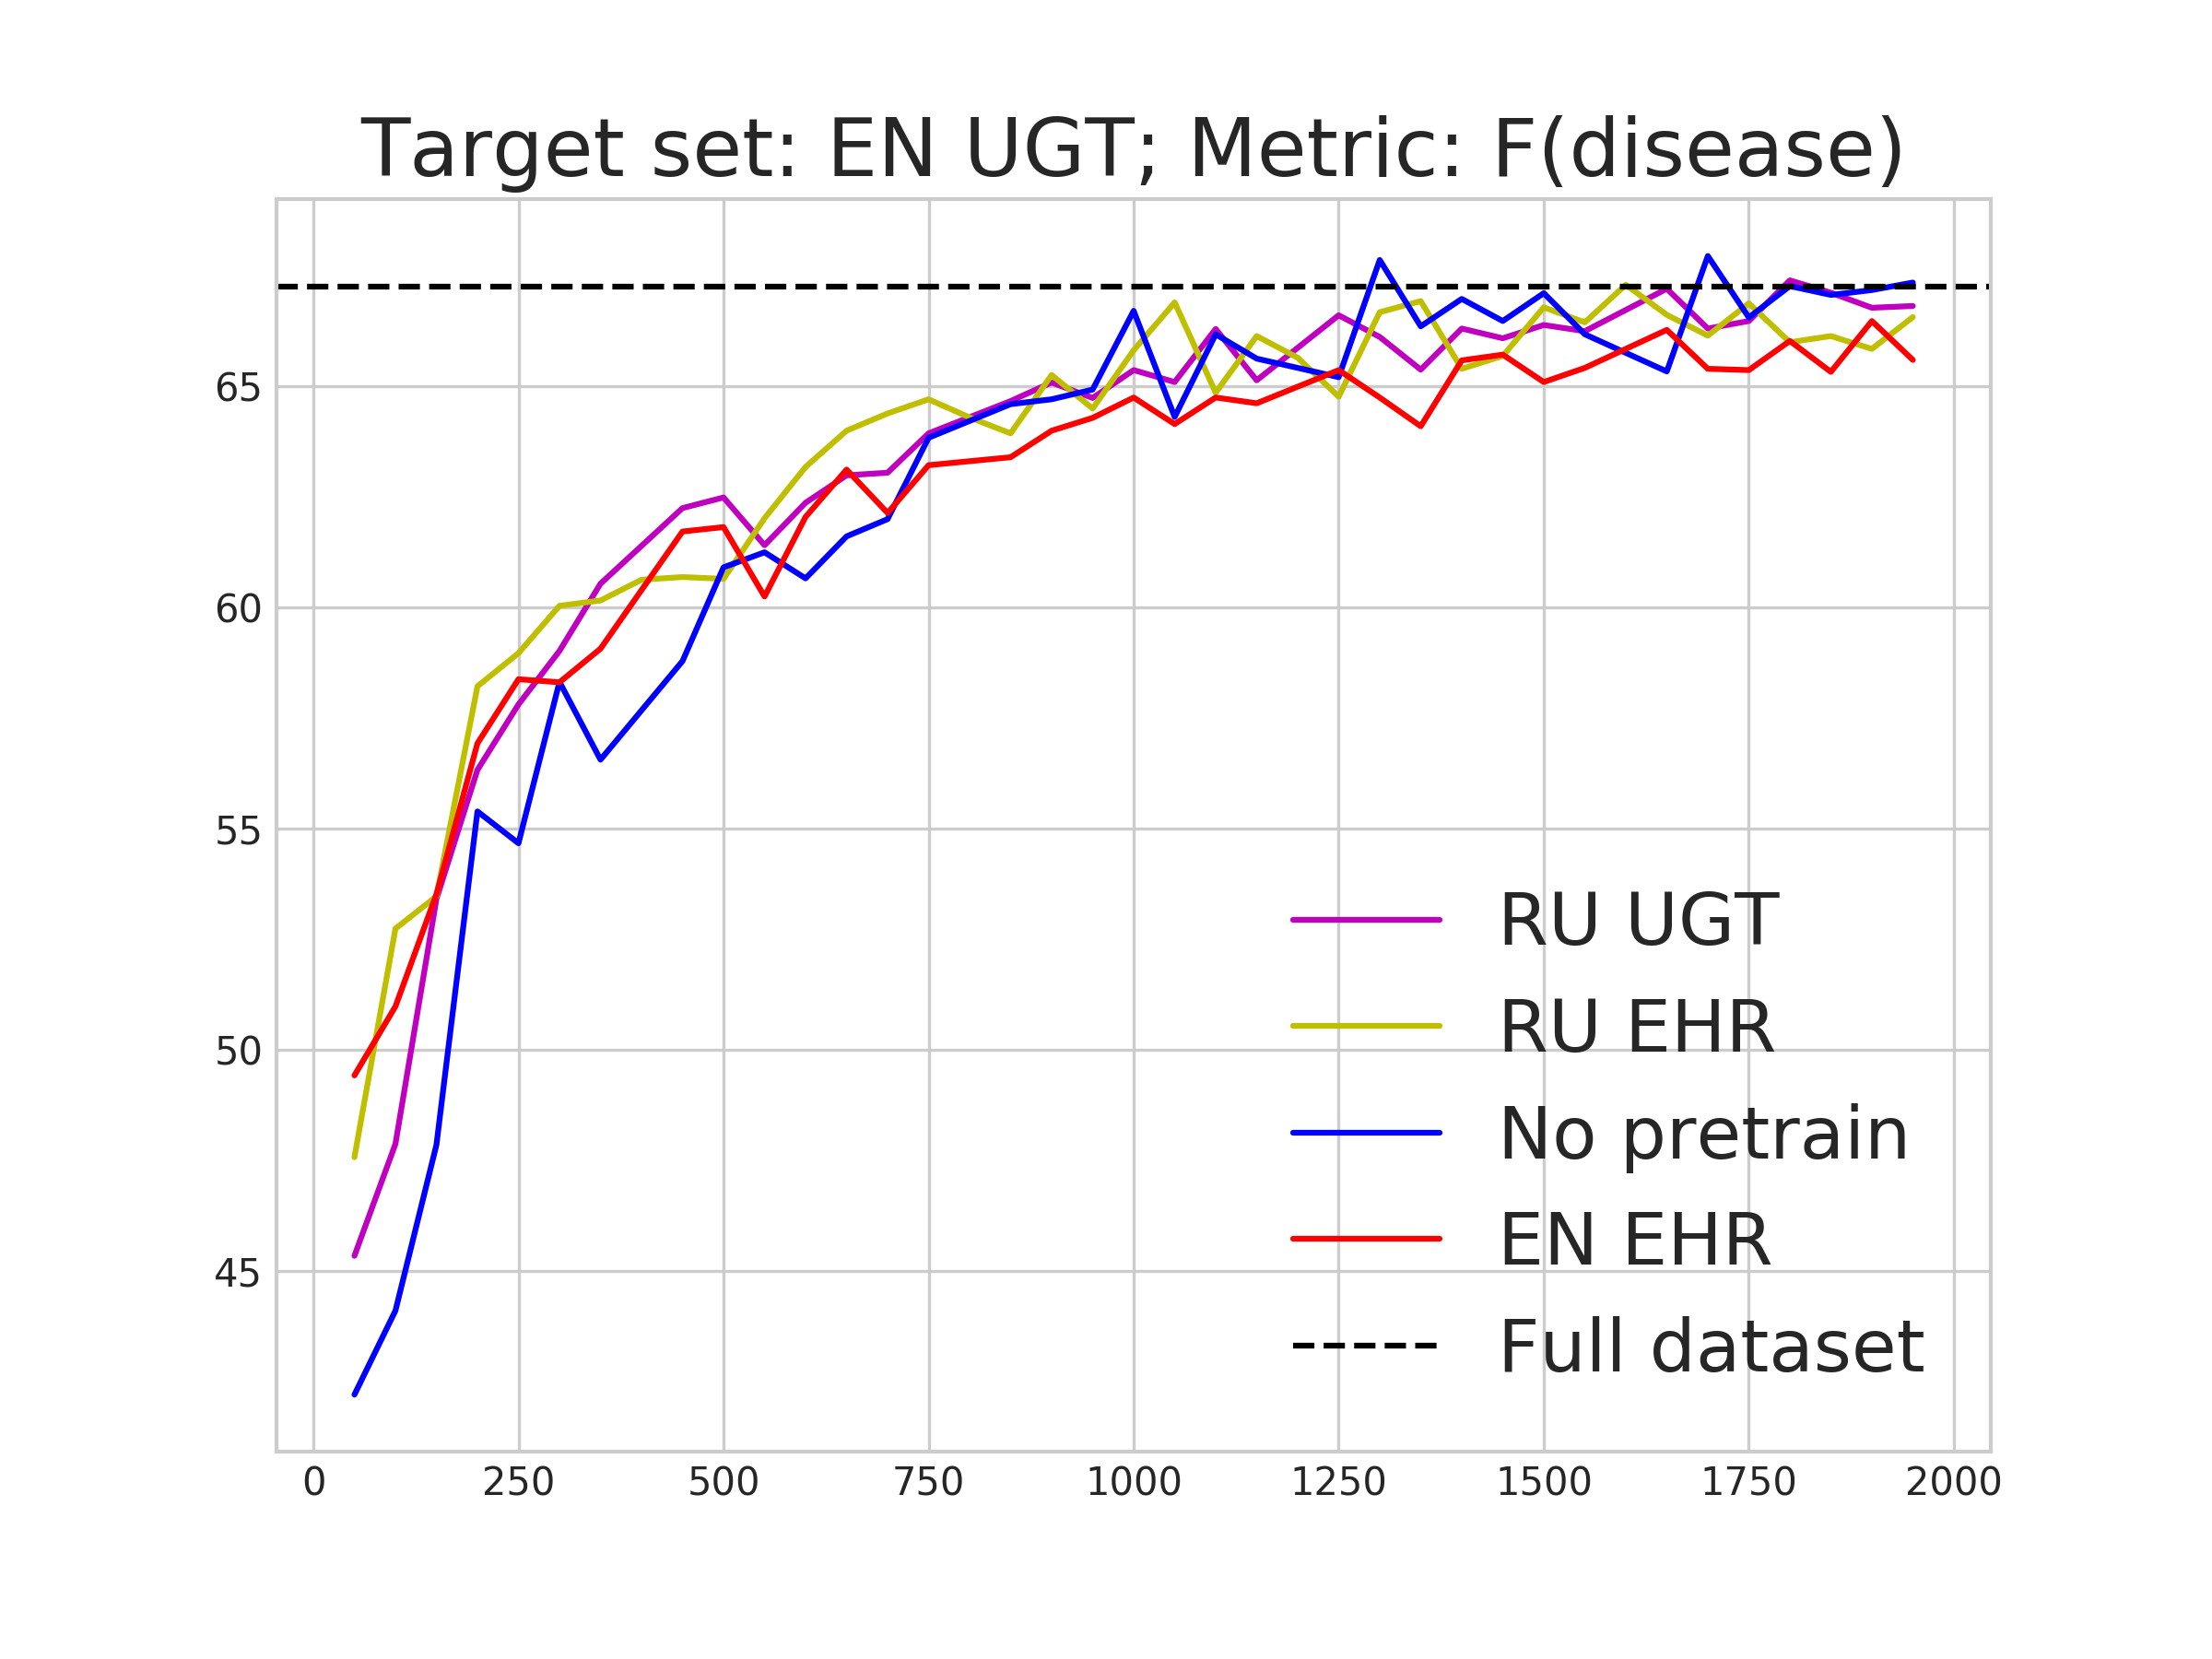 Target set: EN UGT; Metric: F(disease)
65
60
55
50
45
RU UGT
RU EHR
No pretrain
EN EHR
Full dataset
0 250 500 750 1000 1250 1500 1750 2000